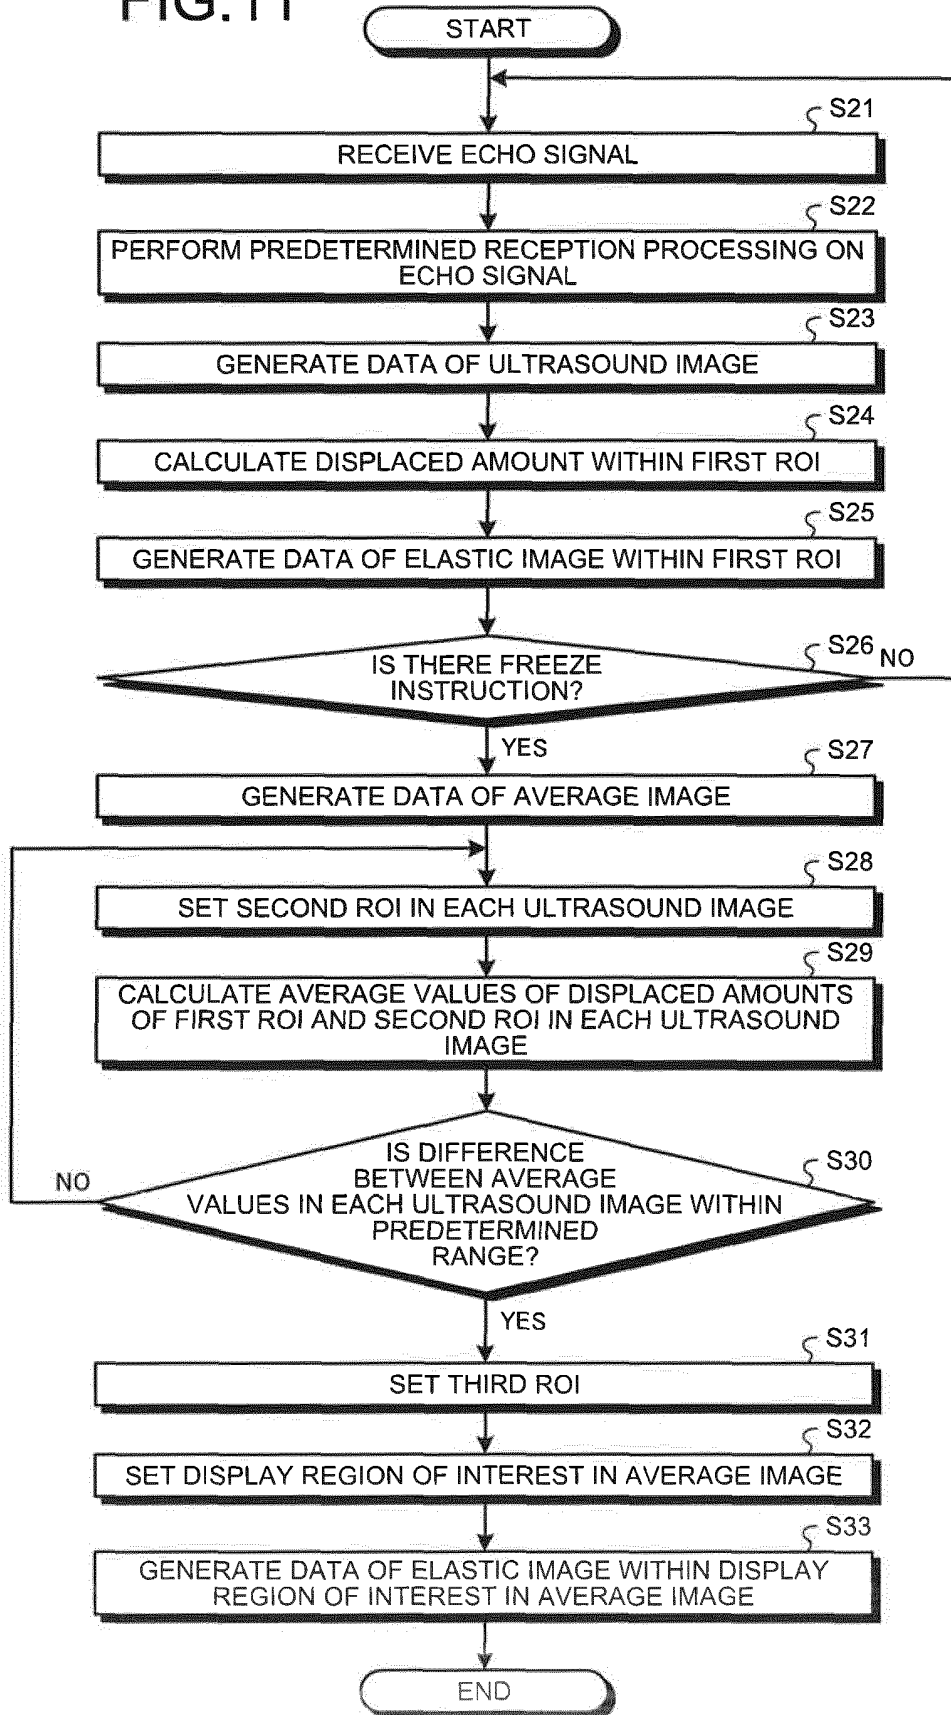 FIG. 11
START
S21
RECEIVE ECHO SIGNAL
S22
PERFORM PREDETERMINED RECEPTION PROCESSING ON
ECHO SIGNAL
S23
GENERATE DATA OF ULTRASOUND IMAGE
S24
CALCULATE DISPLACED AMOUNT WITHIN FIRST ROI
S25
GENERATE DATA OF ELASTIC IMAGE WITHIN FIRST ROI
S26
NO
IS THERE FREEZE
INSTRUCTION?
YES
S27
GENERATE DATA OF AVERAGE IMAGE
S28
SET SECOND ROI IN EACH ULTRASOUND IMAGE
S29
CALCULATE AVERAGE VALUES OF DISPLACED AMOUNTS
OF FIRST ROI AND SECOND ROI IN EACH ULTRASOUND
IMAGE
S30
NO
IS DIFFERENCE
BETWEEN AVERAGE
VALUES IN EACH ULTRASOUND IMAGE WITHIN
PREDETERMINED
RANGE?
YES
S31
SET THIRD ROI
S32
SET DISPLAY REGION OF INTEREST IN AVERAGE IMAGE
S33
GENERATE DATA OF ELASTIC IMAGE WITHIN DISPLAY
REGION OF INTEREST IN AVERAGE IMAGE
END